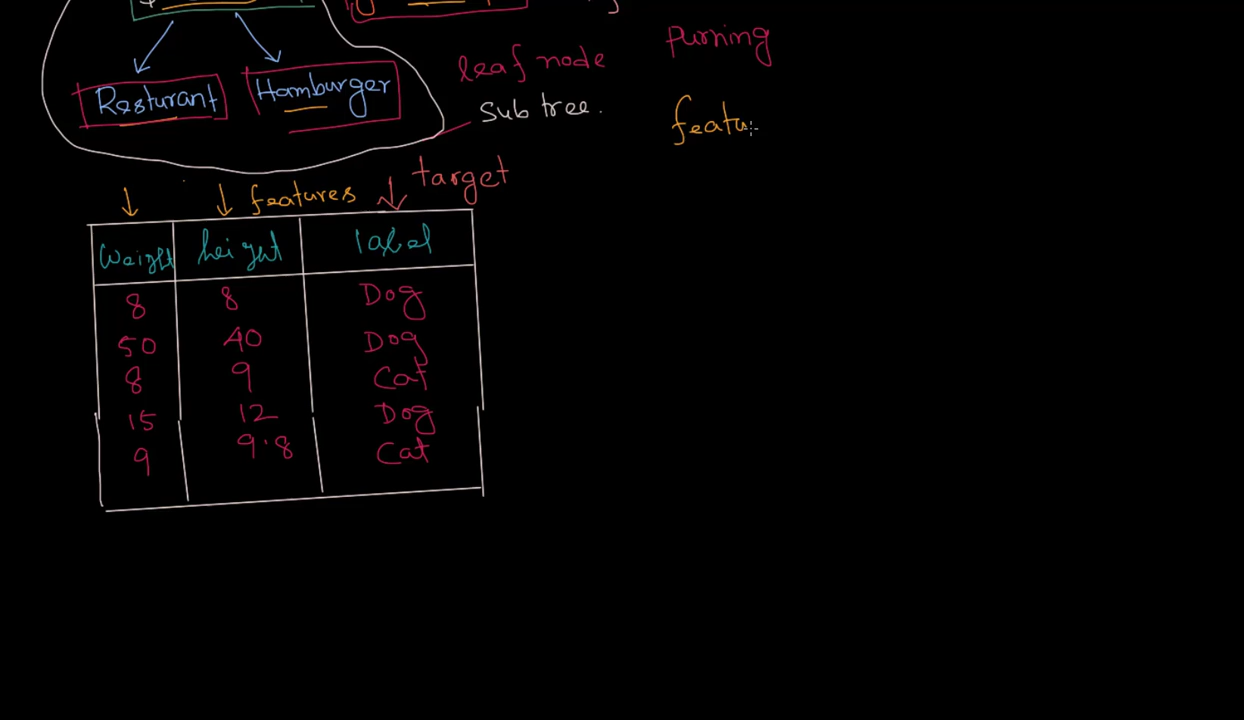 Resturant Hamburger
leaf node
sub tree.
purning
featu
features target
Weight height label
8 8 Dog
50 40 Dog
8 9 Cat
15 12 Dog
9 9.8 Cat